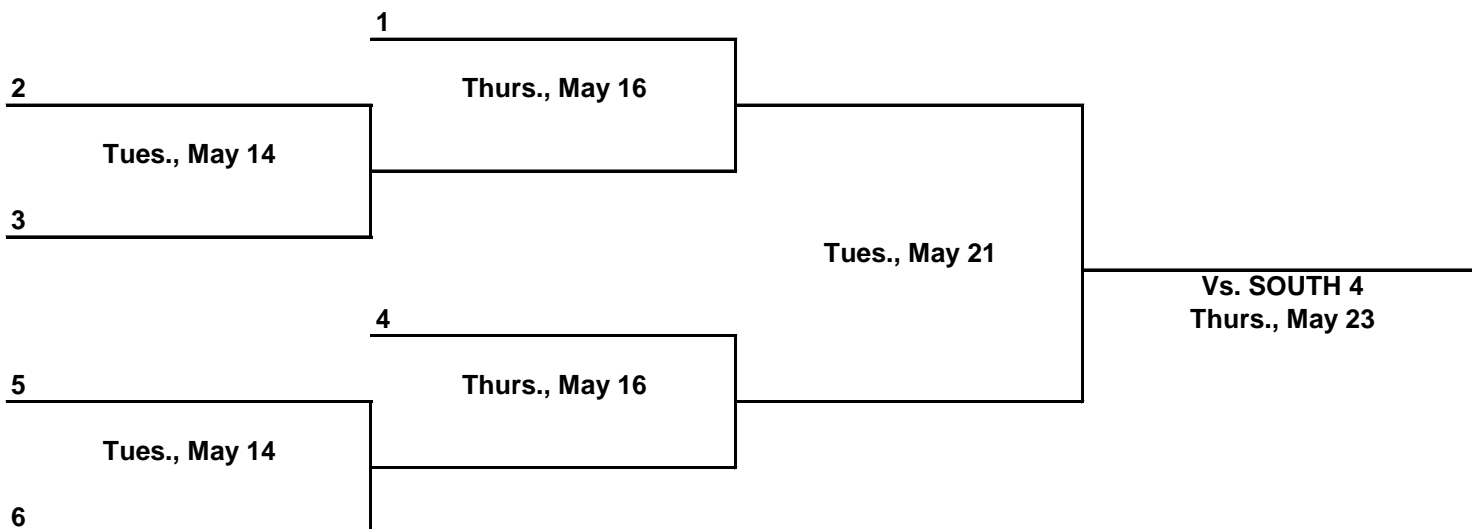 1
2
Thurs., May 16
Tues., May 14
3
Tues., May 21
Vs. SOUTH 4
Thurs., May 23
4
5
Thurs., May 16
Tues., May 14
6